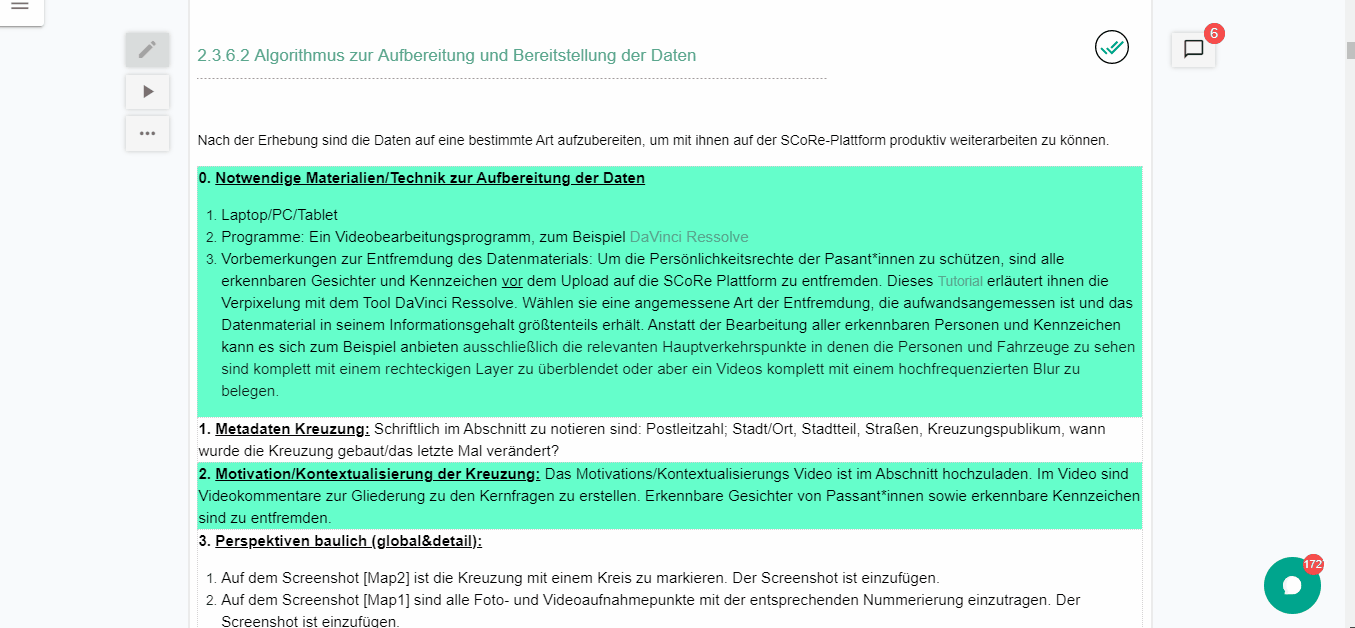 6
2.3.6.2 Algorithmus zur Aufbereitung und Bereitstellung der Daten
Nach der Erhebung sind die Daten auf eine bestimmte Art aufzubereiten, um mit ihnen auf der SCoRe-Plattform produktiv weiterarbeiten zu können.
0. Notwendige Materialien/Technik zur Aufbereitung der Daten
1. Laptop/PC/Tablet
2. Programme: Ein Videobearbeitungsprogramm, zum Beispiel DaVinci Ressolve
3. Vorbemerkungen zur Entfremdung des Datenmaterials: Um die Persönlichkeitsrechte der Pasant*innen zu schützen, sind alle
erkennbaren Gesichter und Kennzeichen vor dem Upload auf die SCoRe Plattform zu entfremden. Dieses Tutorial erläutert ihnen die
Verpixelung mit dem Tool DaVinci Ressolve. Wählen sie eine angemessene Art der Entfremdung, die aufwandsangemessen ist und das
Datenmaterial in seinem Informationsgehalt größtenteils erhält. Anstatt der Bearbeitung aller erkennbaren Personen und Kennzeichen
kann es sich zum Beispiel anbieten ausschließlich die relevanten Hauptverkehrspunkte in denen die Personen und Fahrzeuge zu sehen
sind komplett mit einem rechteckigen Layer zu überblendet oder aber ein Videos komplett mit einem hochfrequenzierten Blur zu
belegen.
1. Metadaten Kreuzung: Schriftlich im Abschnitt zu notieren sind: Postleitzahl; Stadt/Ort, Stadtteil, Straßen, Kreuzungspublikum, wann
wurde die Kreuzung gebaut/das letzte Mal verändert?
2. Motivation/Kontextualisierung der Kreuzung: Das Motivations/Kontextualisierungs Video ist im Abschnitt hochzuladen. Im Video sind
Videokommentare zur Gliederung zu den Kernfragen zu erstellen. Erkennbare Gesichter von Passant*innen sowie erkennbare Kennzeichen
sind zu entfremden.
3. Perspektiven baulich (global&detail):
1. Auf dem Screenshot [Map2] ist die Kreuzung mit einem Kreis zu markieren. Der Screenshot ist einzufügen.
2. Auf dem Screenshot [Map1] sind alle Foto- und Videoaufnahmepunkte mit der entsprechenden Nummerierung einzutragen. Der
Screenshot ist einzufügen.
172